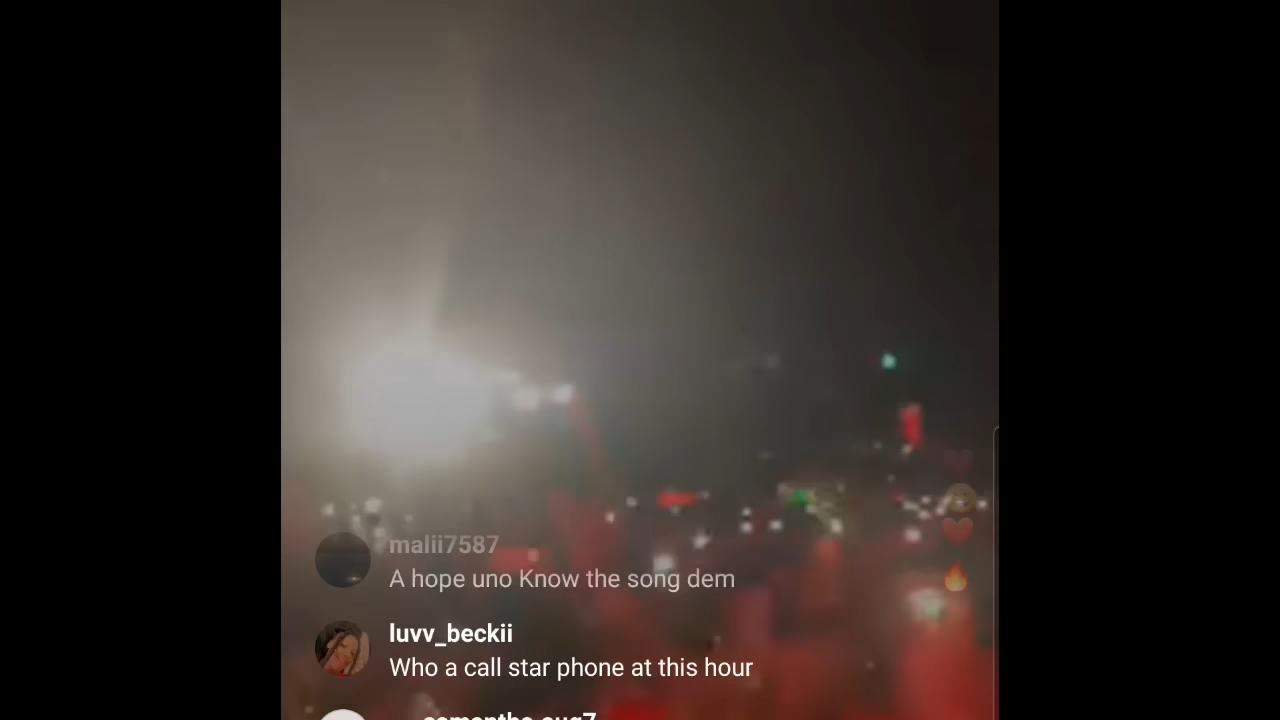 malii7587
A hope uno Know the song dem
luvv_beckii
Who a call star phone at this hour